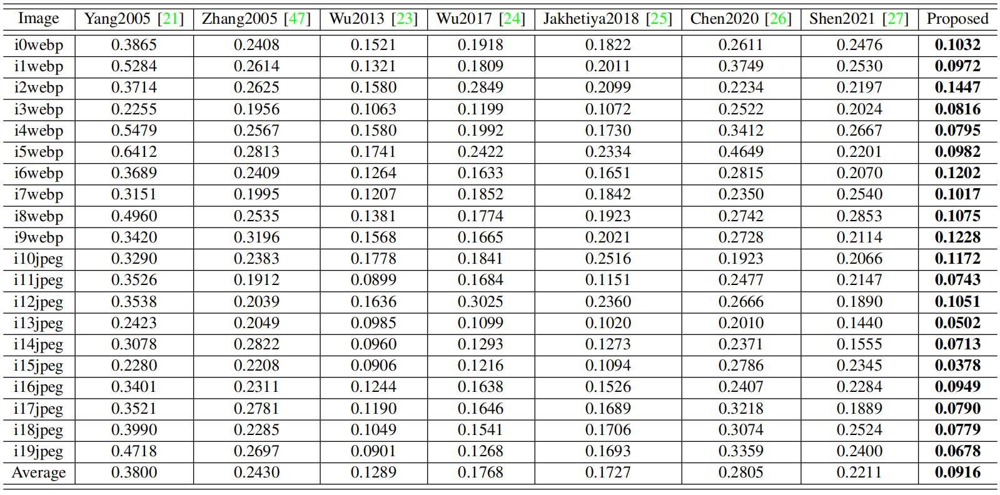 Image Yang2005 [21] Zhang2005 [47] Wu2013 [23] Wu2017 [24] Jakhetiya2018 [25] Chen2020 [26] Shen2021 [27] Proposed
i0webp 0.3865 0.2408 0.1521 0.1918 0.1822 0.2611 0.2476 0.1032
i1webp 0.5284 0.2614 0.1321 0.1809 0.2011 0.3749 0.2530 0.0972
i2webp 0.3714 0.2625 0.1580 0.2849 0.2099 0.2234 0.2197 0.1447
i3webp 0.2255 0.1956 0.1063 0.1199 0.1072 0.2522 0.2024 0.0816
i4webp 0.5479 0.2567 0.1580 0.1992 0.1730 0.3412 0.2667 0.0795
i5webp 0.6412 0.2813 0.1741 0.2422 0.2334 0.4649 0.2201 0.0982
i6webp 0.3689 0.2409 0.1264 0.1633 0.1651 0.2815 0.2070 0.1202
i7webp 0.3151 0.1995 0.1207 0.1852 0.1842 0.2350 0.2540 0.1017
i8webp 0.4960 0.2535 0.1381 0.1774 0.1923 0.2742 0.2853 0.1075
i9webp 0.3420 0.3196 0.1568 0.1665 0.2021 0.2728 0.2114 0.1228
i10jpeg 0.3290 0.2383 0.1778 0.1841 0.2516 0.1923 0.2066 0.1172
i11jpeg 0.3526 0.1912 0.0899 0.1684 0.1151 0.2477 0.2147 0.0743
i12jpeg 0.3538 0.2039 0.1636 0.3025 0.2360 0.2666 0.1890 0.1051
i13jpeg 0.2423 0.2049 0.0985 0.1099 0.1020 0.2010 0.1440 0.0502
i14jpeg 0.3078 0.2822 0.0960 0.1293 0.1273 0.2371 0.1555 0.0713
i15jpeg 0.2280 0.2208 0.0906 0.1216 0.1094 0.2786 0.2345 0.0378
i16jpeg 0.3401 0.2311 0.1244 0.1638 0.1526 0.2407 0.2284 0.0949
i17jpeg 0.3521 0.2781 0.1190 0.1646 0.1689 0.3218 0.1889 0.0790
i18jpeg 0.3990 0.2285 0.1049 0.1541 0.1706 0.3074 0.2524 0.0779
i19jpeg 0.4718 0.2697 0.0901 0.1268 0.1693 0.3359 0.2400 0.0678
Average 0.3800 0.2430 0.1289 0.1768 0.1727 0.2805 0.2211 0.0916